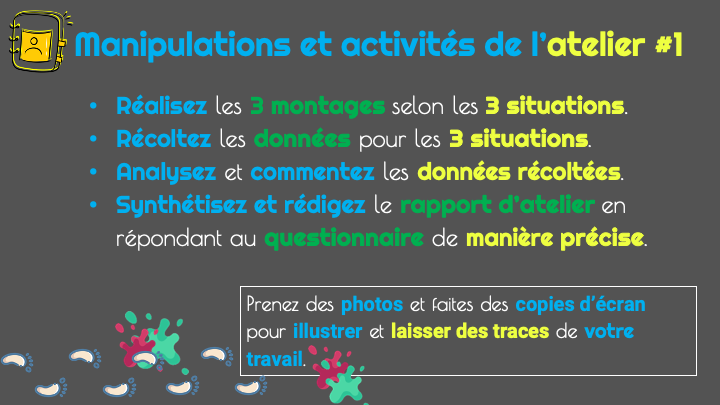 Manipulations et activités de l’atelier #1
• Réalisez les 3 montages selon les 3 situations.
• Récoltez les données pour les 3 situations.
• Analysez et commentez les données récoltées.
• Synthétisez et rédigez le rapport d’atelier en
répondant au questionnaire de manière précise.
Prenez des photos et faites des copies d’écran
pour illustrer et laisser des traces de votre
travail.